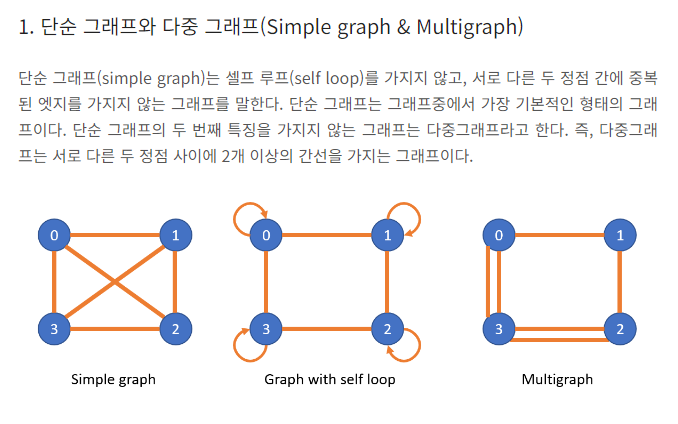 1. 단순 그래프와 다중 그래프(Simple graph & Multigraph)
단순 그래프(simple graph)는 셀프 루프(self loop)를 가지지 않고, 서로 다른 두 정점 간에 중복
된 엣지를 가지지 않는 그래프를 말한다. 단순 그래프는 그래프중에서 가장 기본적인 형태의 그래
프이다. 단순 그래프의 두 번째 특징을 가지지 않는 그래프는 다중그래프라고 한다. 즉, 다중그래
프는 서로 다른 두 정점 사이에 2개 이상의 간선을 가지는 그래프이다.
0 1 0 1 0 1
3 2 3 2 3 2
Simple graph Graph with self loop Multigraph